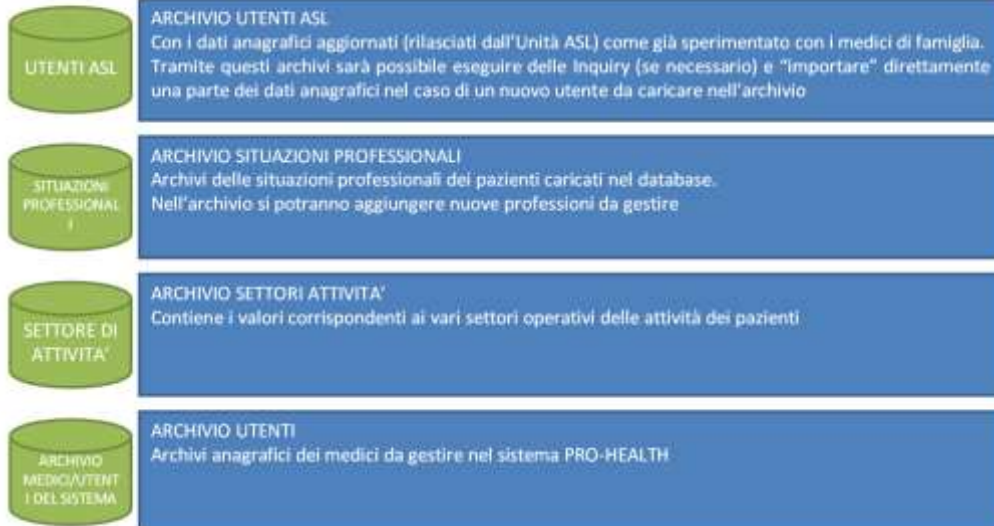 UTENTI ASL
ARCHIVIO UTENTI ASL
Con i dati anagrafici aggiornati (rilasciati dall'Unità ASL) come già sperimentato con i medici di famiglia.
Tramite questi archivi sarà possibile eseguire delle Inquiry (se necessario) e "importare" direttamente
una parte dei dati anagrafici nel caso di un nuovo utente da caricare nell'archivio
SITUAZIONI
PROFESSIONAL
I
ARCHIVIO SITUAZIONI PROFESSIONALI
Archivi delle situazioni professionali dei pazienti caricati nel database.
Nell'archivio si potranno aggiungere nuove professioni da gestire
SETTORE DI
ATTIVITA'
ARCHIVIO SETTORI ATTIVITA'
Contiene i valori corrispondenti ai vari settori operativi delle attività dei pazienti
ARCHIVIO
MEDICI/UTENT
I DEL SISTEMA
ARCHIVIO UTENTI
Archivi anagrafici dei medici da gestire nel sistema PRO-HEALTH